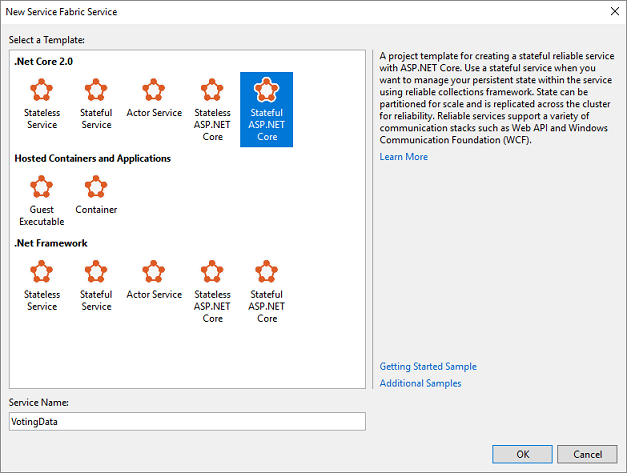 New Service Fabric Service
Select a Template:
.Net Core 2.0
Stateless
Service
Stateful
Service
Actor Service
Stateless
ASP.NET
Core
Stateful
ASP.NET
Core
Hosted Containers and Applications
Guest
Executable
Container
.Net Framework
Stateless
Service
Stateful
Service
Actor Service
Stateless
ASP.NET
Core
Stateful
ASP.NET
Core
A project template for creating a stateful reliable service
with ASP.NET Core. Use a stateful service when you
want to manage your persistent state within the service
using reliable collections framework. State can be
partitioned for scale and is replicated across the cluster
for reliability. Reliable services support a variety of
communication stacks such as Web API and Windows
Communication Foundation (WCF).
Learn More
Getting Started Sample
Additional Samples
Service Name:
VotingData
OK
Cancel